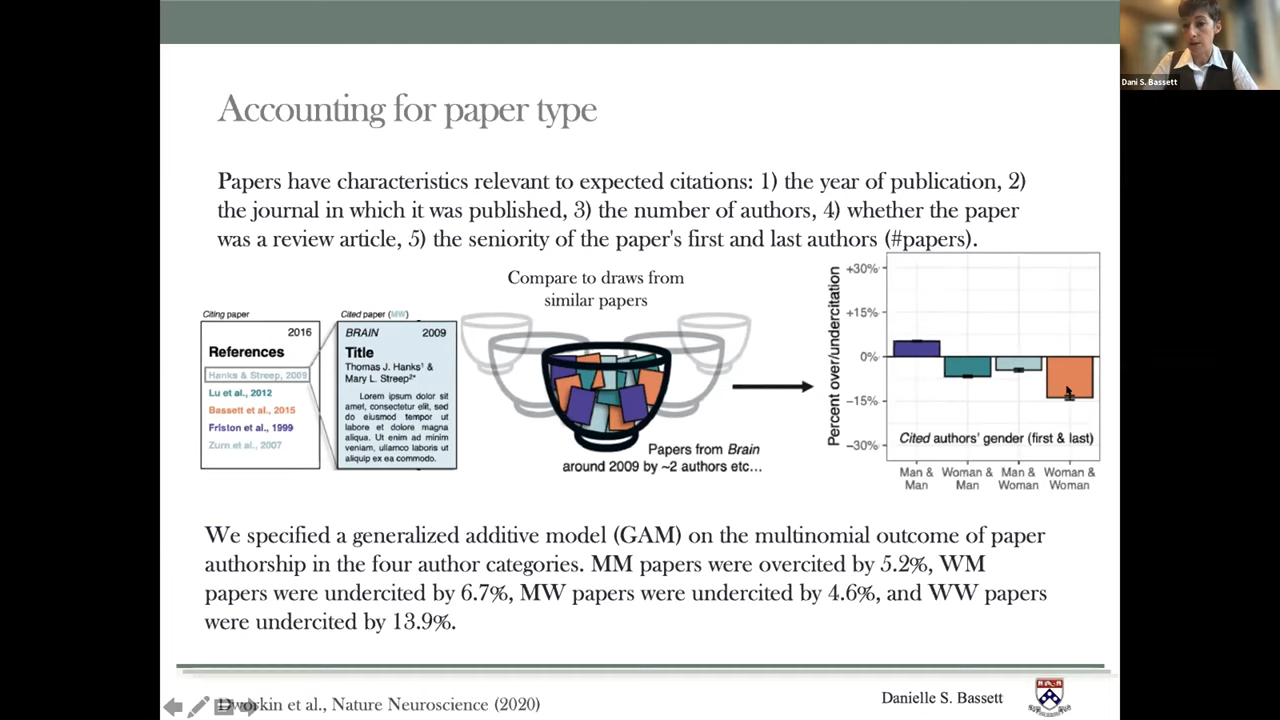 Dani S. Bassett
Accounting for paper type
Papers have characteristics relevant to expected citations: 1) the year of publication, 2)
the journal in which it was published, 3) the number of authors, 4) whether the paper
was a review article, 5) the seniority of the paper's first and last authors (#papers).
Compare to draws from
similar papers
Citing paper
2016
References
Hanks & Streep, 2009
Lu et al., 2012
Bassett et al., 2015
Friston et al., 1999
Zurn et al., 2007
Cited paper (MW)
BRAIN 2009
Title
Thomas J. Hanks¹ &
Mary L. Streep²*
Lorem ipsum dolor sit
amet, consectetur elit, sed
do eiusmod tempor ut
labore et dolore magna
aliqua. Ut enim ad minim
veniam, ullamco laboris ut
aliquip ex ea commodo.
Papers from Brain
around 2009 by ~2 authors etc...
Percent over/undercitation
+30%
+15%
0%
−15%
−30%
Cited authors' gender (first & last)
Man & Man
Woman & Man
Man & Woman
Woman & Woman
We specified a generalized additive model (GAM) on the multinomial outcome of paper
authorship in the four author categories. MM papers were overcited by 5.2%, WM
papers were undercited by 6.7%, MW papers were undercited by 4.6%, and WW papers
were undercited by 13.9%.
Dworkin et al., Nature Neuroscience (2020)
Danielle S. Bassett